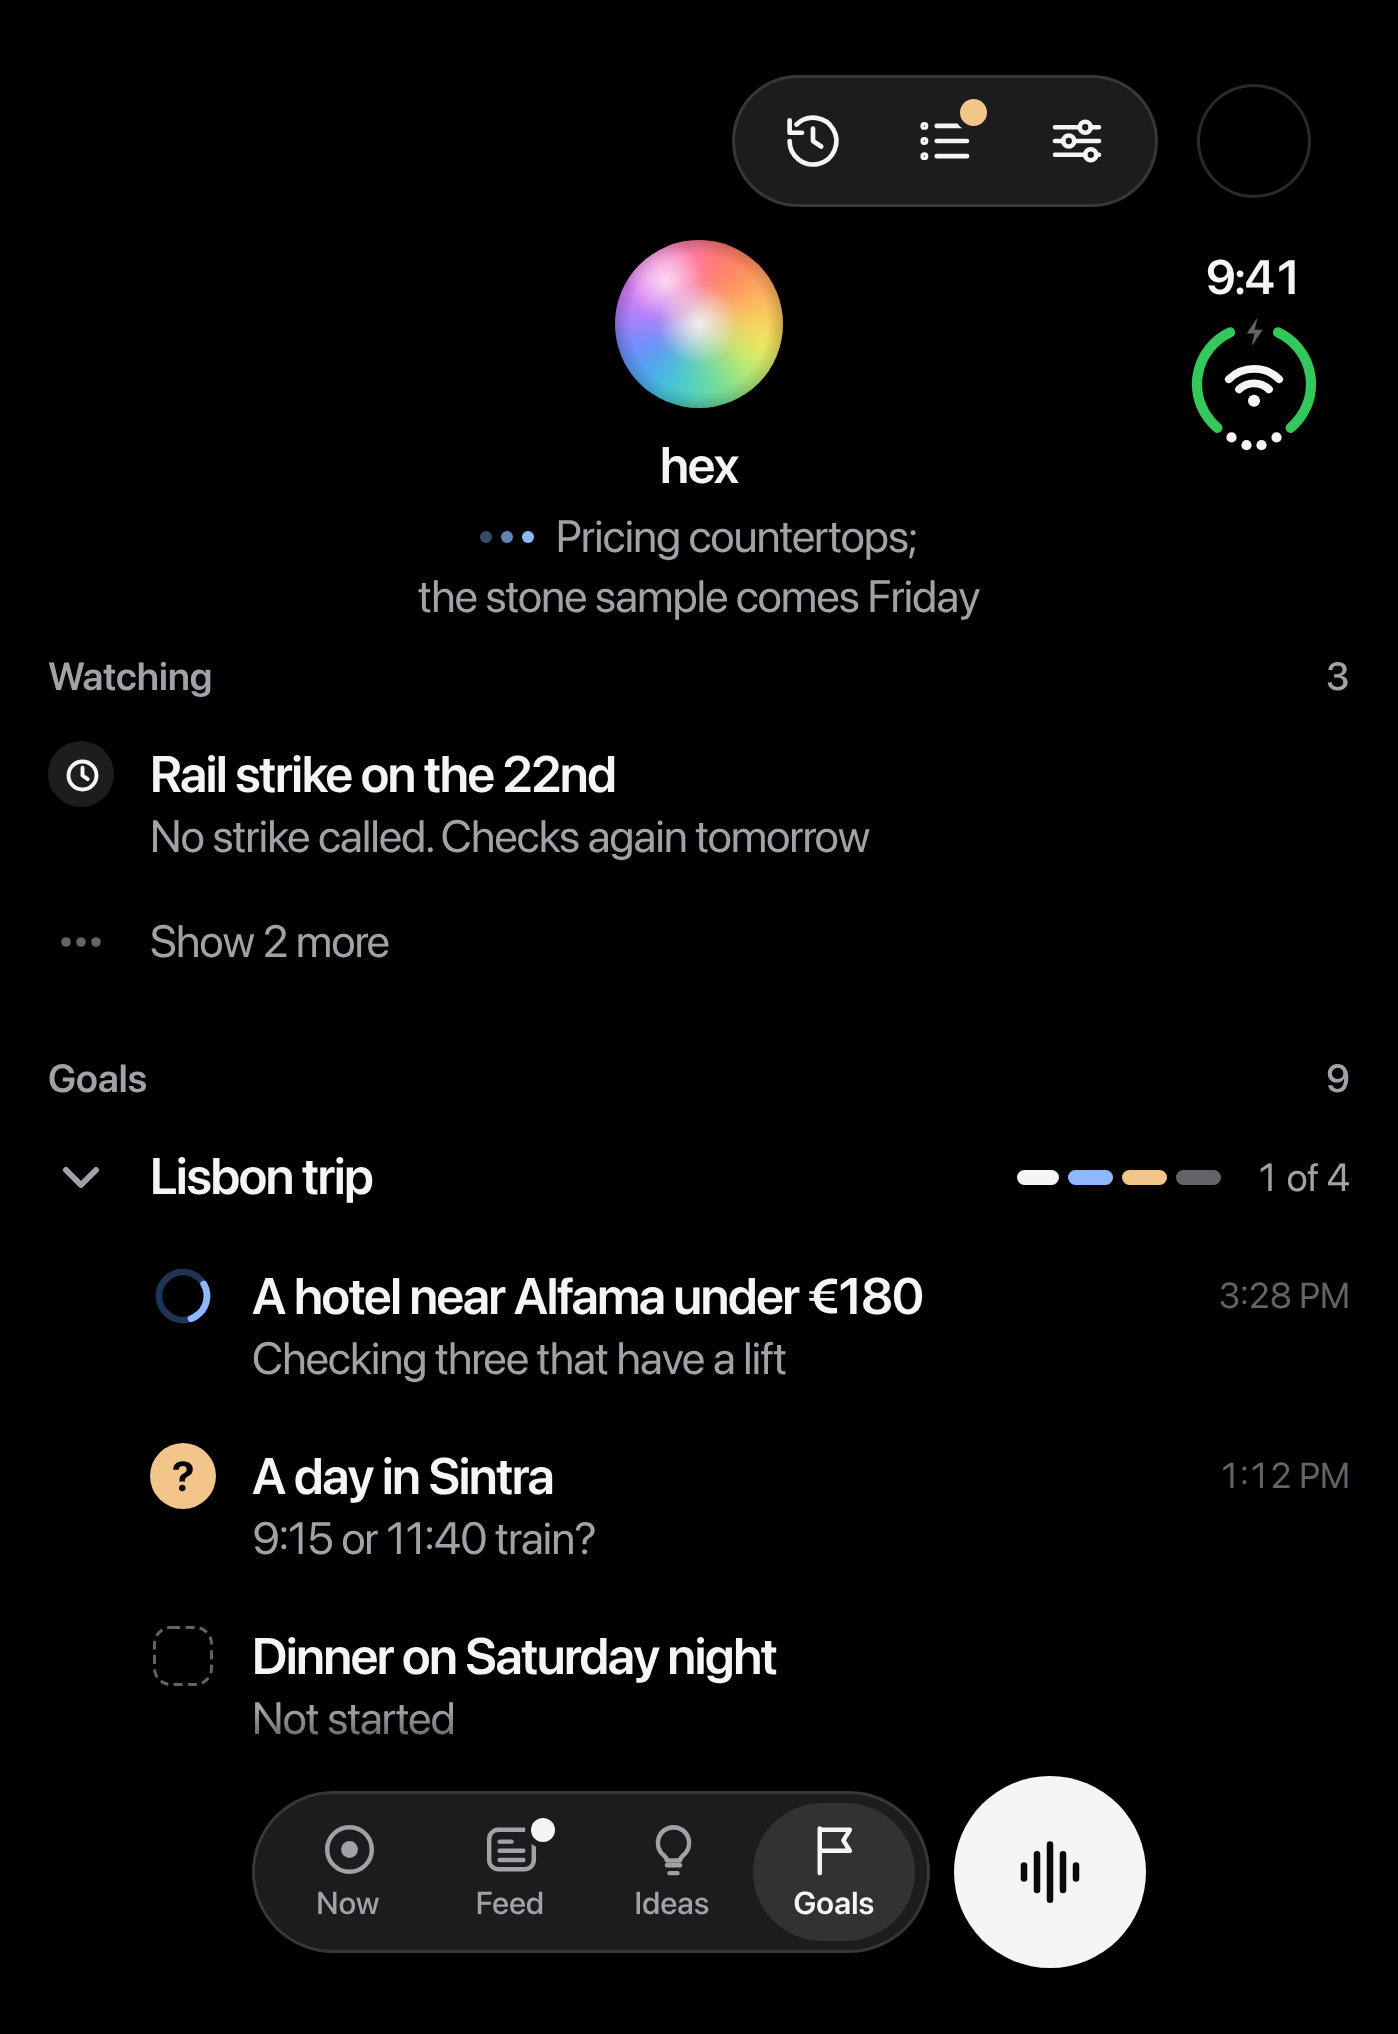 9:41
hex
Pricing countertops;
the stone sample comes Friday
Watching 3
Rail strike on the 22nd
No strike called. Checks again tomorrow
Show 2 more
Goals 9
Lisbon trip 1 of 4
A hotel near Alfama under €180 3:28 PM
Checking three that have a lift
? A day in Sintra 1:12 PM
9:15 or 11:40 train?
Dinner on Saturday night
Not started
Now Feed Ideas Goals